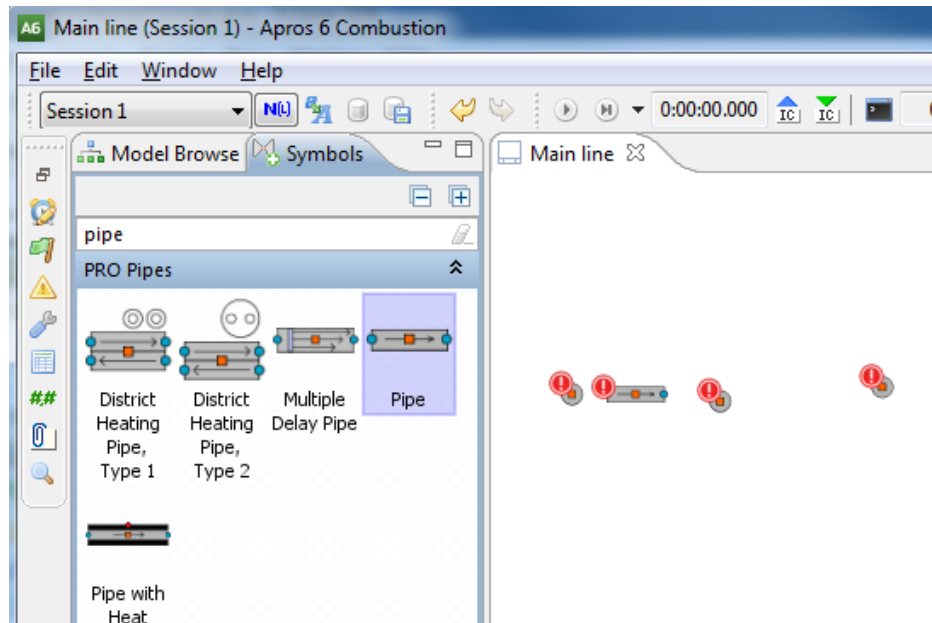 A6 Main line (Session 1) - Apros 6 Combustion
File Edit Window Help
Session 1 N(L) A 0:00:00.000 IC IC
Model Browse Symbols Main line
pipe
PRO Pipes
District Heating Pipe, Type 1
District Heating Pipe, Type 2
Multiple Delay Pipe
Pipe
#.#
Pipe with
Heat